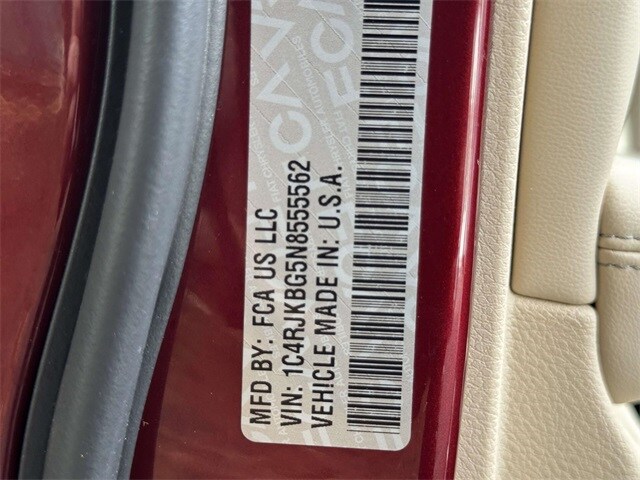 MFD BY: FCA US LLC
VIN: 1C4RJKBG5N8555562
VEHICLE MADE IN: U.S.A.